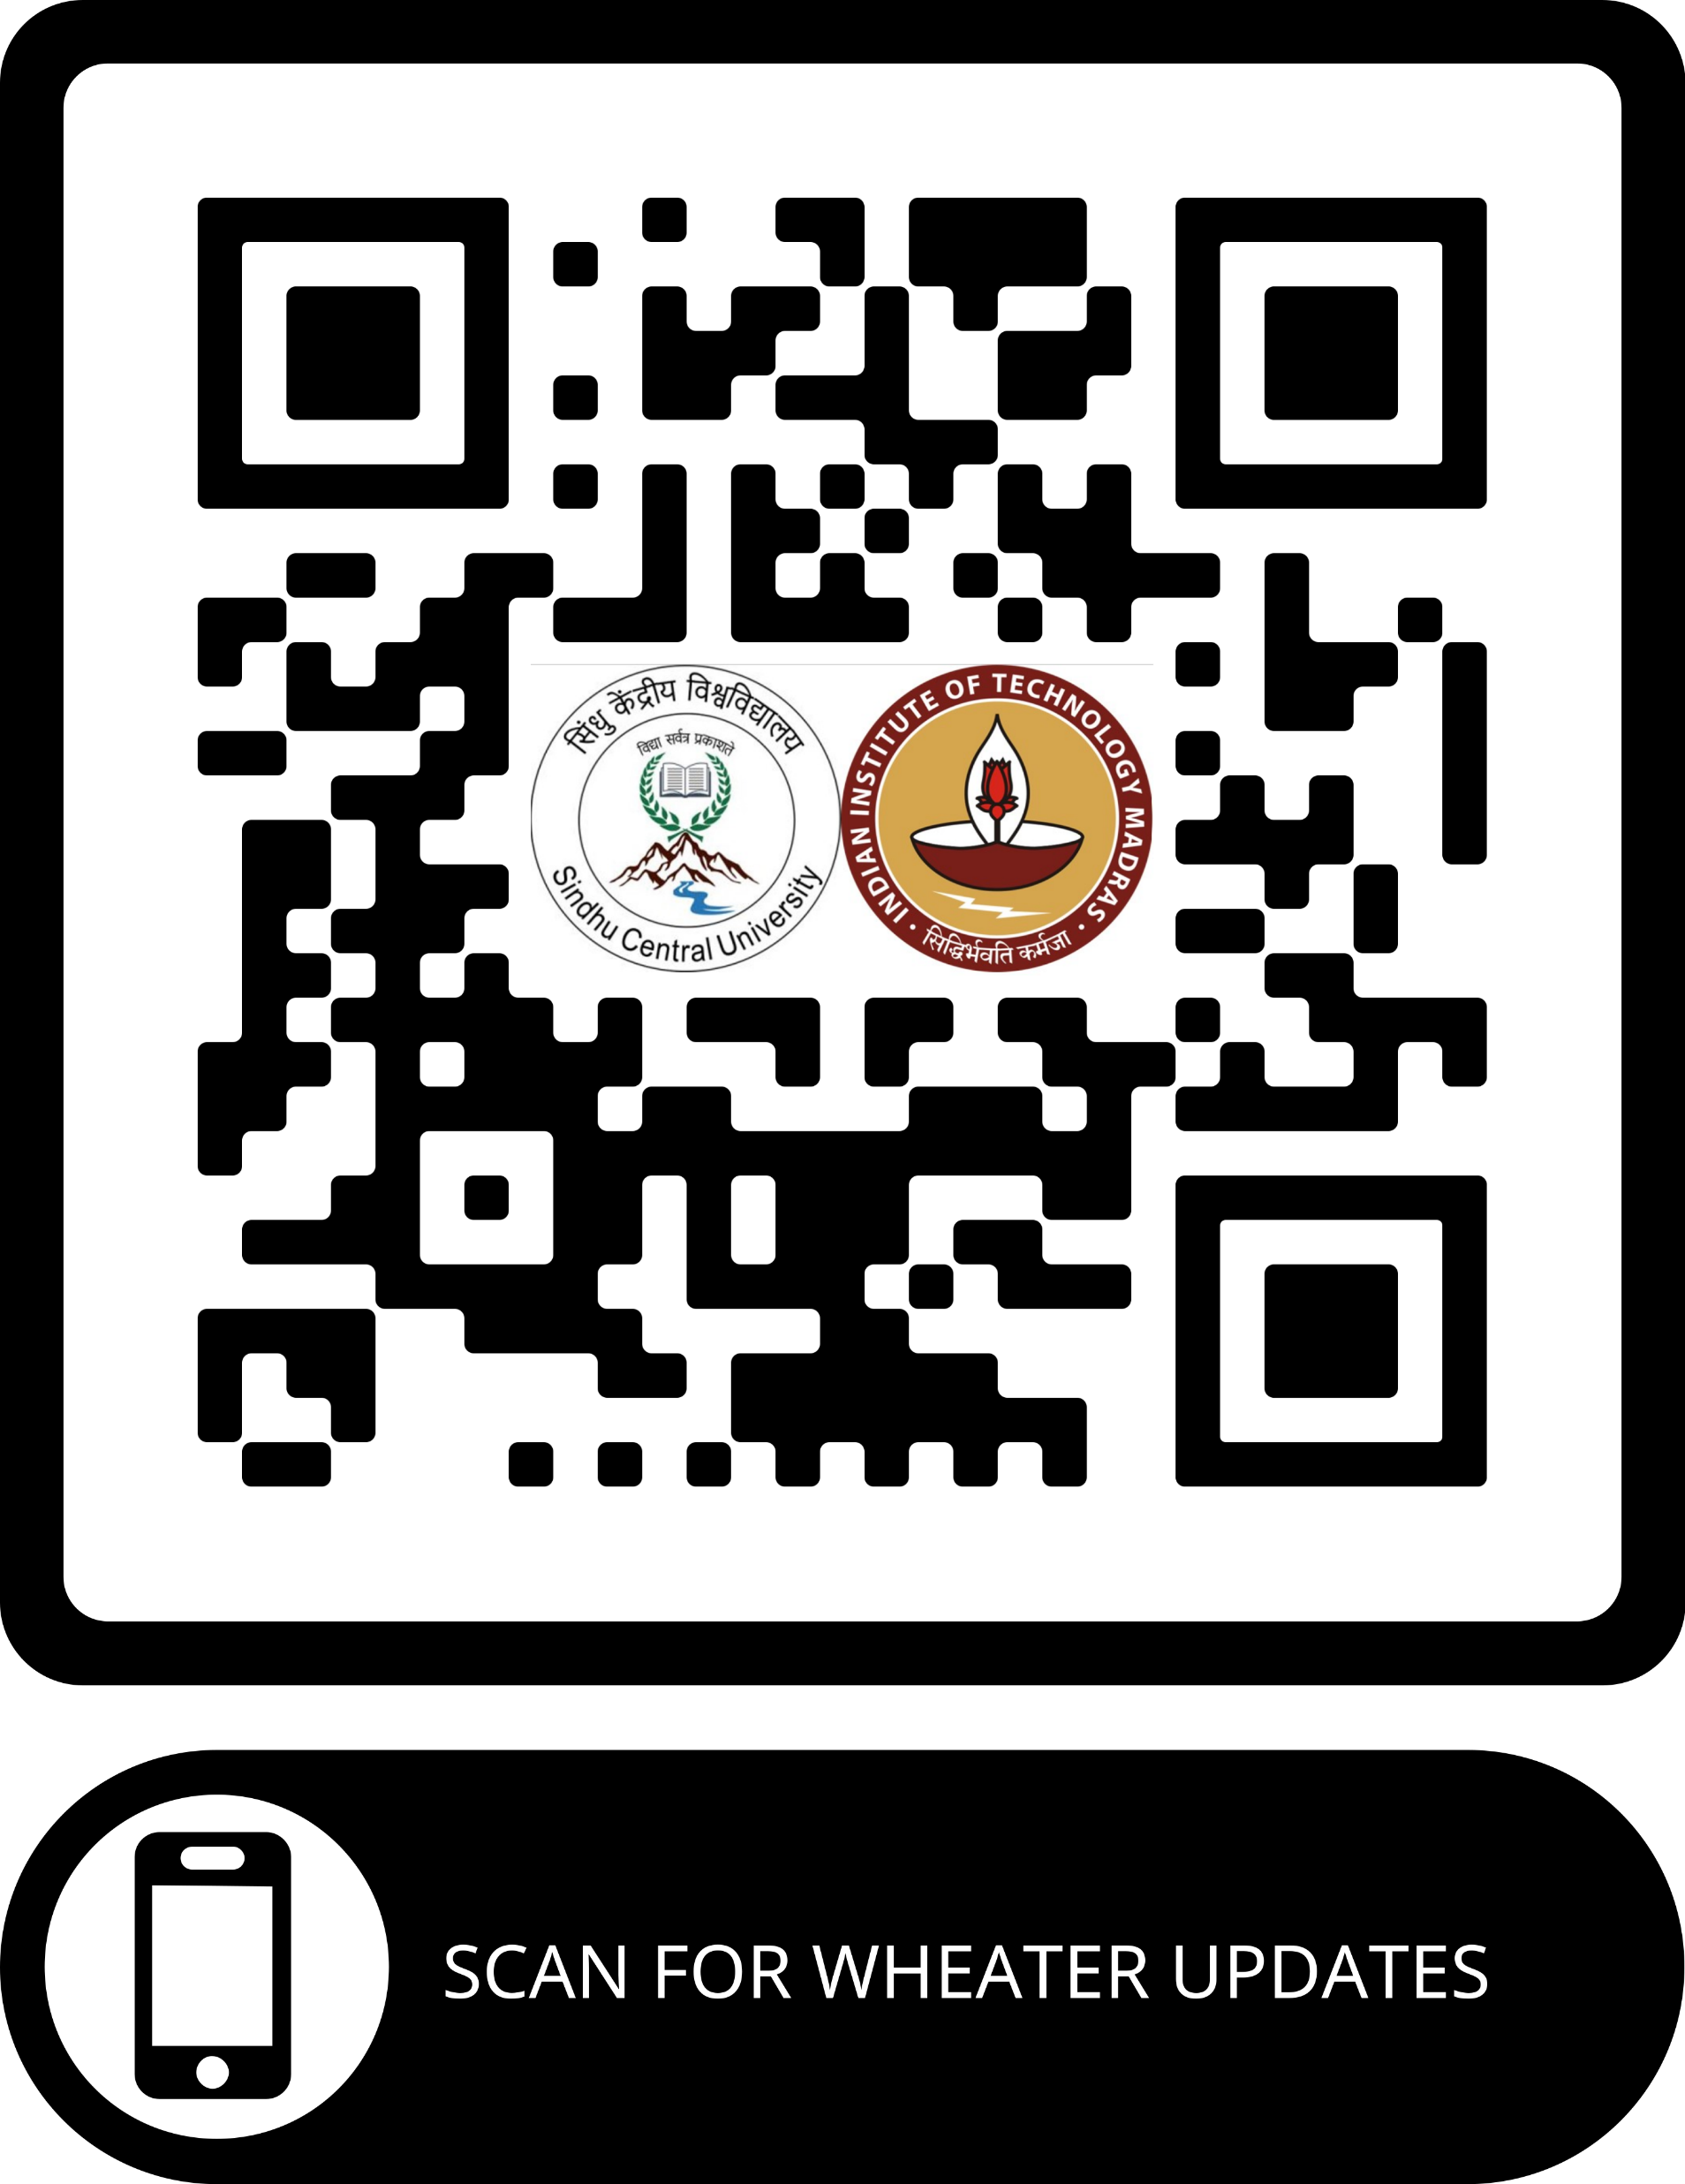 सिंधु केंद्रीय विश्वविद्यालय
विद्या सर्वत्र प्रकाशते
Sindhu Central University
INDIAN INSTITUTE OF TECHNOLOGY MADRAS
सिद्धिर्भवति कर्मजा
SCAN FOR WHEATER UPDATES